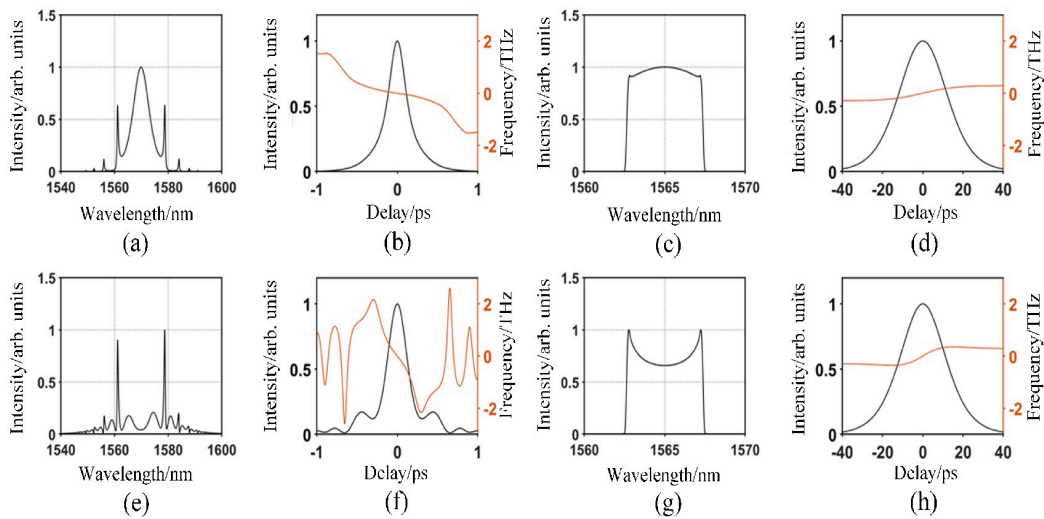 Intensity/arb. units
1.5
1
0.5
0
1540 1560 1580 1600
Wavelength/nm
(a)
Intensity/arb. units
1
0.5
0
-1 0 1
2
0
-2
Frequency/THz
Delay/ps
(b)
Intensity/arb. units
1.5
1
0.5
0
1560 1565 1570
Wavelength/nm
(c)
Intensity/arb. units
1
0.5
0
-40 -20 0 20 40
2
0
-2
Frequency/THz
Delay/ps
(d)
Intensity/arb. units
1.5
1
0.5
0
1540 1560 1580 1600
Wavelength/nm
(e)
Intensity/arb. units
1
0.5
0
-1 0 1
2
0
-2
Frequency/THz
Delay/ps
(f)
Intensity/arb. units
1.5
1
0.5
0
1560 1565 1570
Wavelength/nm
(g)
Intensity/arb. units
1
0.5
0
-40 -20 0 20 40
2
0
-2
Frequency/THz
Delay/ps
(h)